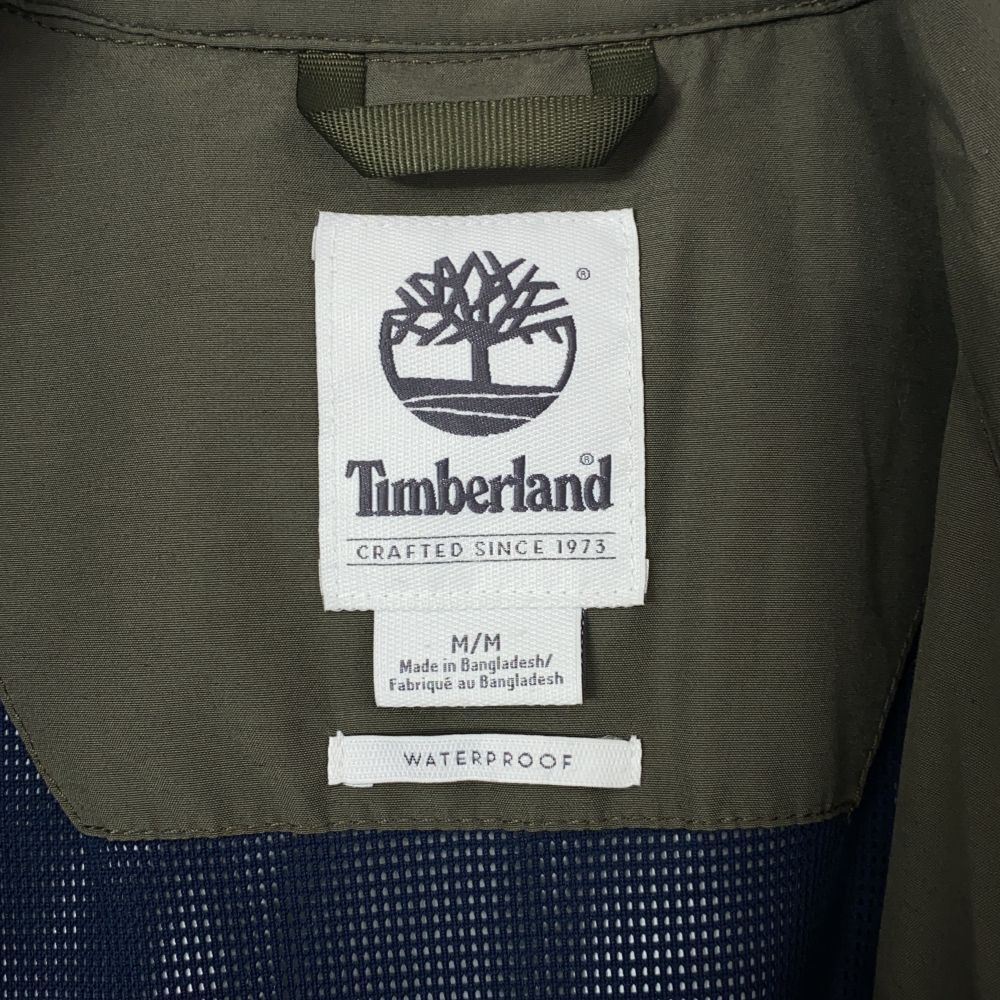 ®
Timberland®
CRAFTED SINCE 1973
M/M
Made in Bangladesh/
Fabriqué au Bangladesh
WATERPROOF